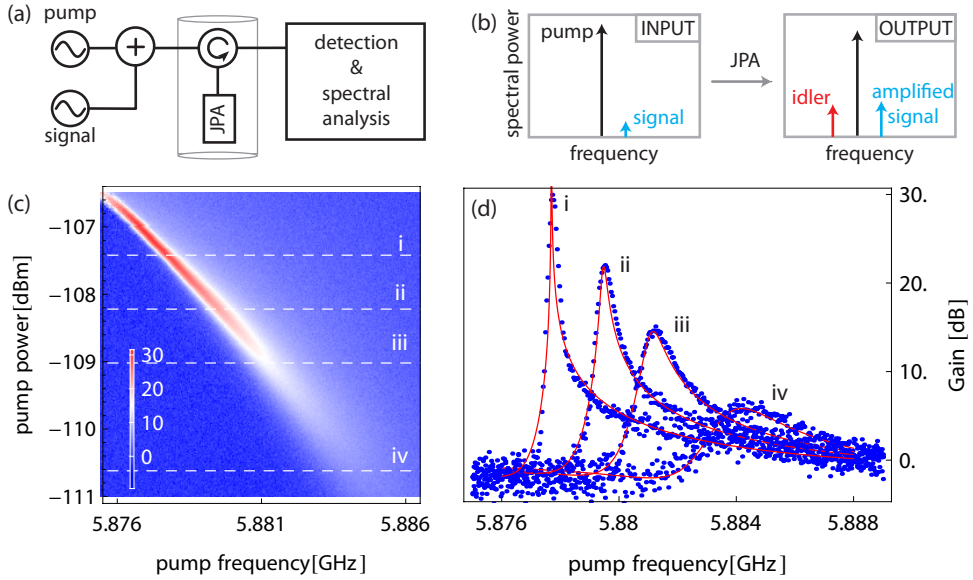 (a)
pump
signal
+
JPA
detection
&
spectral
analysis
(b)
spectral power
pump
INPUT
signal
JPA
OUTPUT
idler
amplified
signal
frequency
frequency
(c)
pump power[dBm]
−107
−108
−109
−110
−111
i
ii
iii
iv
30
20
10
0
5.876
5.881
5.886
pump frequency[GHz]
(d)
i
ii
iii
iv
30.
20.
10.
0.
Gain [dB]
5.876
5.88
5.884
5.888
pump frequency[GHz]